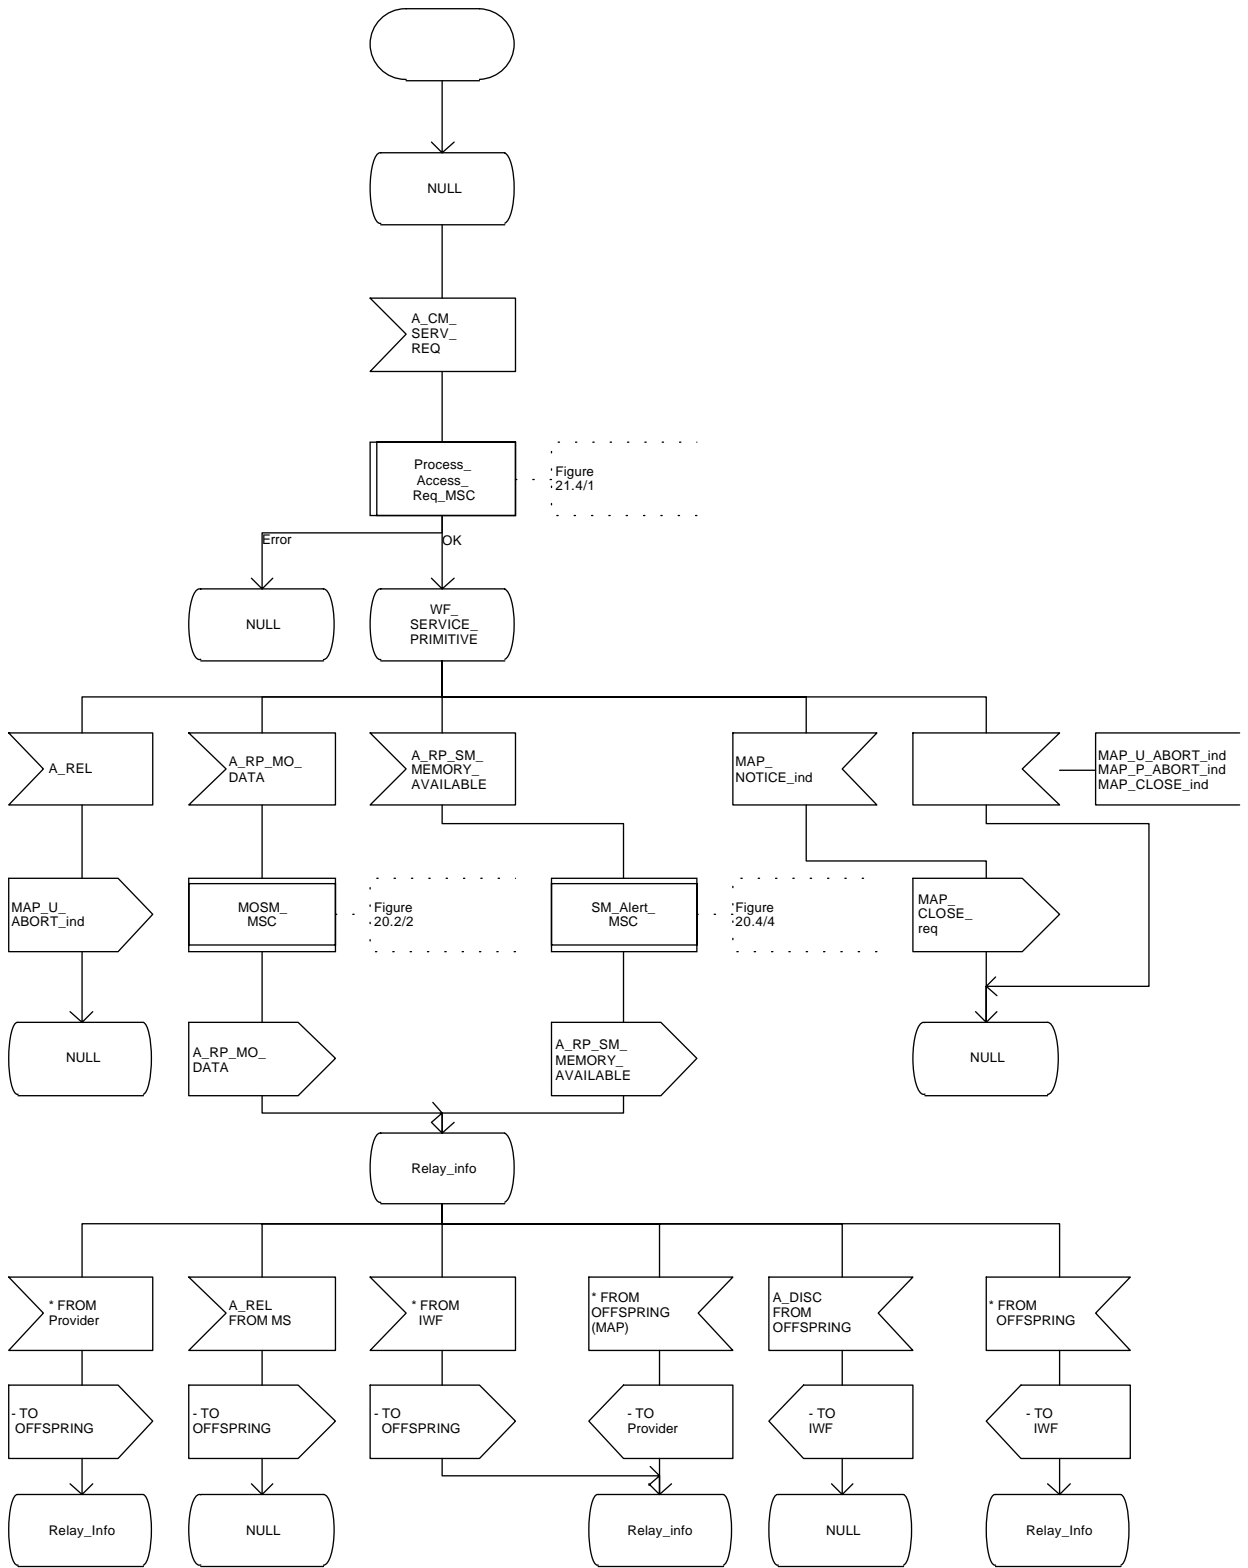 NULL
A_CM_
SERV_
REQ
Process_
Access_
Req_MSC
Figure
21.4/1
Error
OK
NULL
WF_
SERVICE_
PRIMITIVE
A_REL
A_RP_MO_
DATA
A_RP_SM_
MEMORY_
AVAILABLE
MAP_
NOTICE_ind
MAP_U_ABORT_ind
MAP_P_ABORT_ind
MAP_CLOSE_ind
MAP_U_
ABORT_ind
MOSM_
MSC
Figure
20.2/2
SM_Alert_
MSC
Figure
20.4/4
MAP_
CLOSE_
req
NULL
A_RP_MO_
DATA
A_RP_SM_
MEMORY_
AVAILABLE
NULL
Relay_info
* FROM
Provider
A_REL
FROM MS
* FROM
IWF
* FROM
OFFSPRING
(MAP)
A_DISC
FROM
OFFSPRING
* FROM
OFFSPRING
- TO
OFFSPRING
- TO
OFFSPRING
- TO
OFFSPRING
- TO
Provider
- TO
IWF
- TO
IWF
Relay_Info
NULL
Relay_info
NULL
Relay_Info